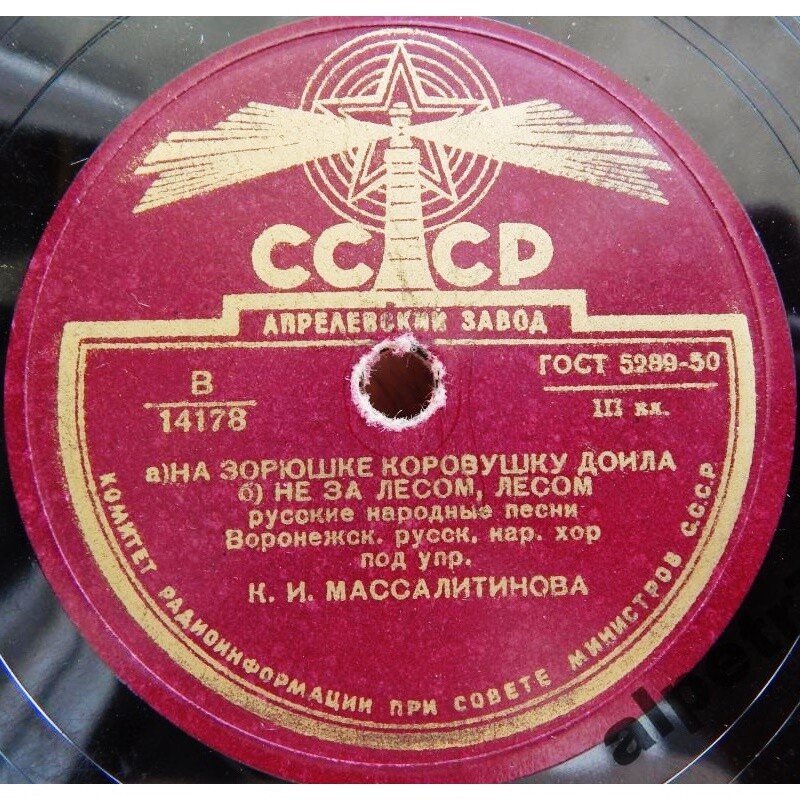 СССР
АПРЕЛЕВСКИЙ ЗАВОД
В
14178
ГОСТ 5289-50
III кл.
а)НА ЗОРЮШКЕ КОРОВУШКУ ДОИЛА
б) НЕ ЗА ЛЕСОМ, ЛЕСОМ
русские народные песни
Воронежск. русск. нар. хор
под упр.
К. И. МАССАЛИТИНОВА
КОМИТЕТ РАДИОИНФОРМАЦИИ ПРИ СОВЕТЕ МИНИСТРОВ С.С.С.Р.